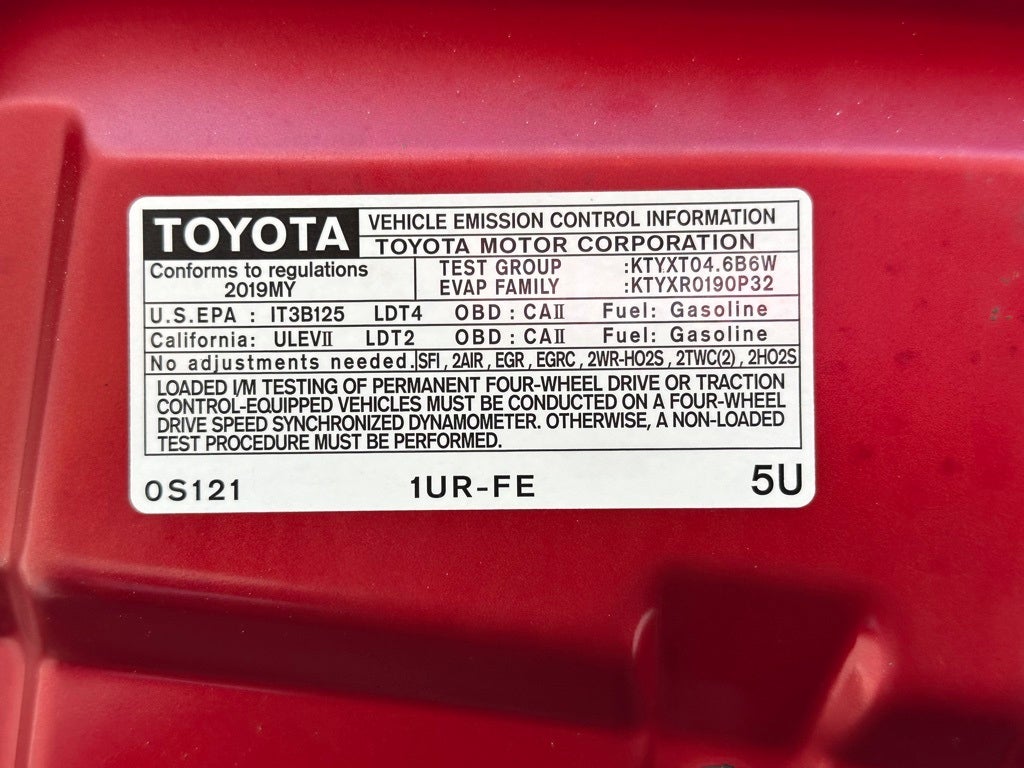 TOYOTA VEHICLE EMISSION CONTROL INFORMATION
TOYOTA MOTOR CORPORATION
Conforms to regulations
2019MY
TEST GROUP :KTYXT04.6B6W
EVAP FAMILY :KTYXR0190P32
U.S.EPA : IT3B125 LDT4 OBD : CAII Fuel: Gasoline
California: ULEVII LDT2 OBD : CAII Fuel: Gasoline
No adjustments needed. SFI , 2AIR , EGR , EGRC , 2WR-HO2S , 2TWC(2) , 2HO2S
LOADED I/M TESTING OF PERMANENT FOUR-WHEEL DRIVE OR TRACTION
CONTROL-EQUIPPED VEHICLES MUST BE CONDUCTED ON A FOUR-WHEEL
DRIVE SPEED SYNCHRONIZED DYNAMOMETER. OTHERWISE, A NON-LOADED
TEST PROCEDURE MUST BE PERFORMED.
0S121 1UR-FE 5U